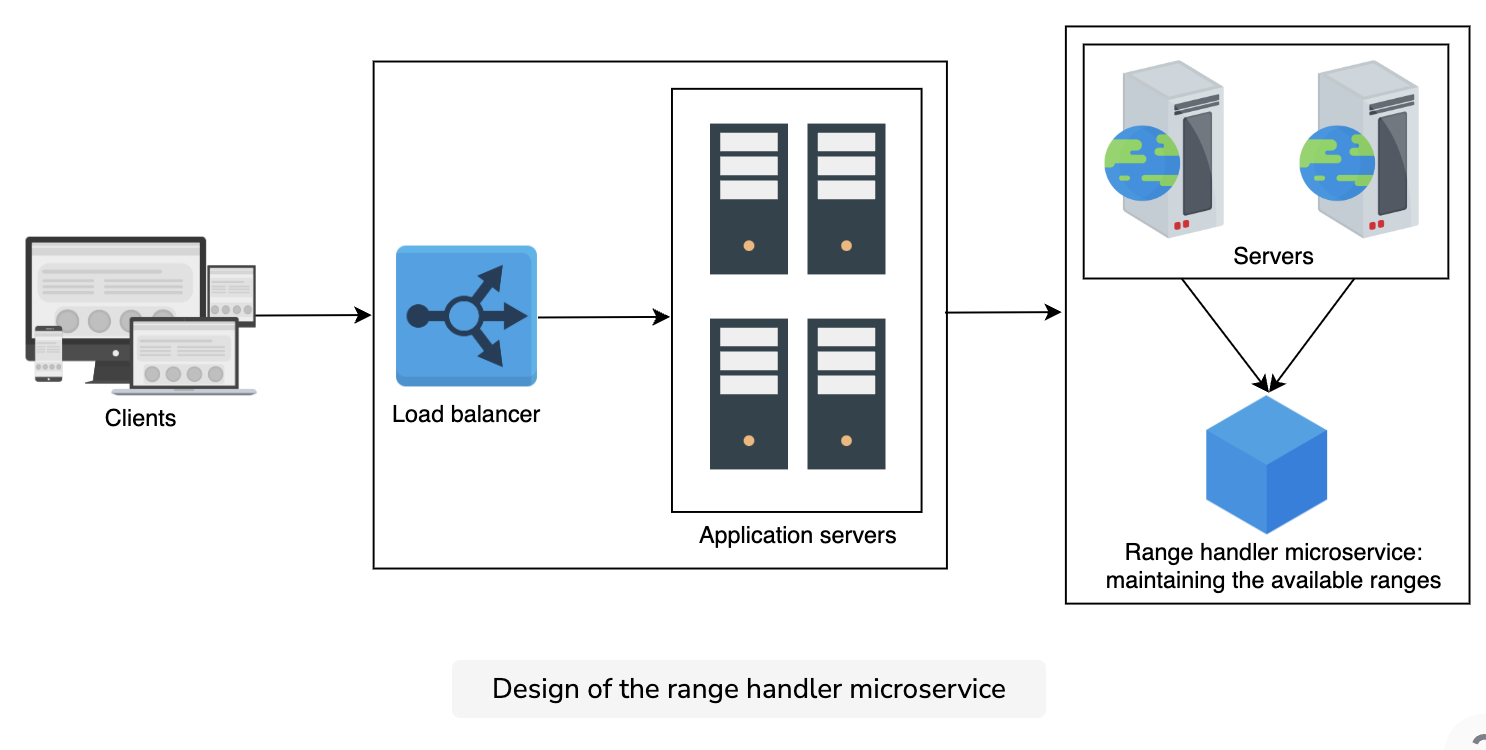 Servers
Clients
Load balancer
Application servers
Range handler microservice:
maintaining the available ranges
Design of the range handler microservice